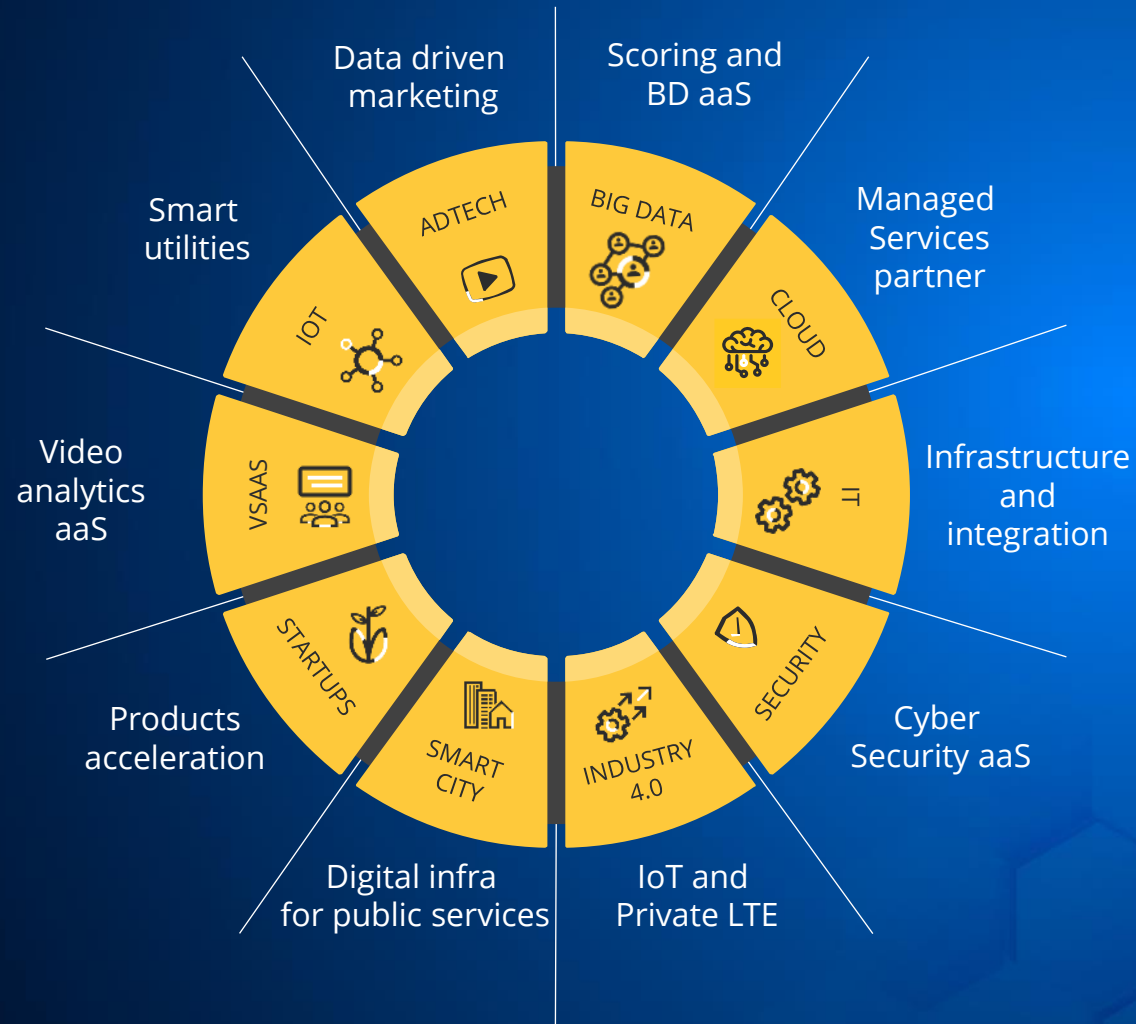 Data driven
marketing
Scoring and
BD aaS
ADTECH
BIG DATA
Smart
utilities
Managed
Services
partner
IOT
CLOUD
Video
analytics
aaS
VSAAS
IT
Infrastructure
and
integration
STARTUPS
SECURITY
Products
acceleration
SMART
CITY
INDUSTRY
4.0
Cyber
Security aaS
Digital infra
for public services
IoT and
Private LTE